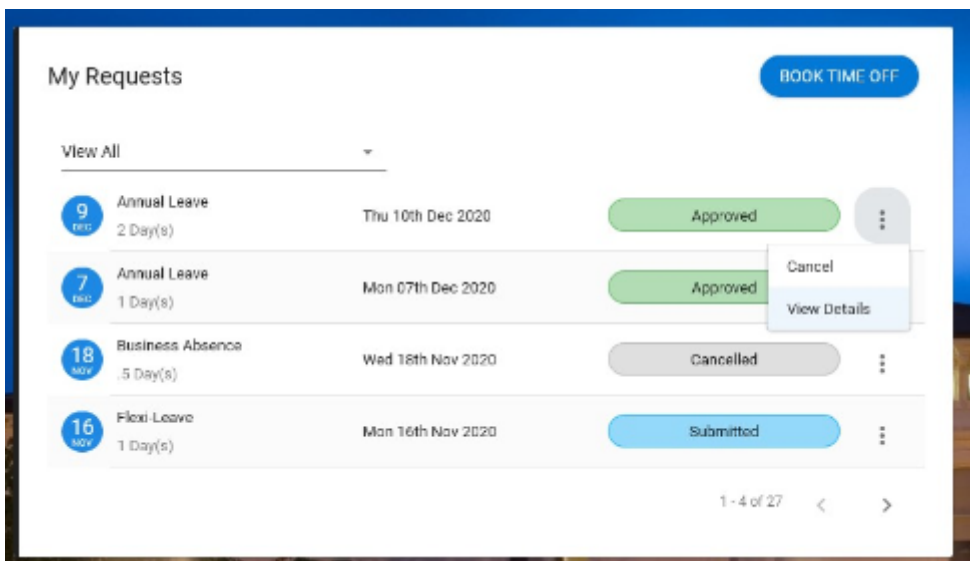 My Requests
BOOK TIME OFF
View All
9
DEC
Annual Leave
2 Day(s)
Thu 10th Dec 2020
Approved
Cancel
View Details
7
DEC
Annual Leave
1 Day(s)
Mon 07th Dec 2020
Approved
18
NOV
Business Absence
.5 Day(s)
Wed 18th Nov 2020
Cancelled
16
NOV
Flexi-Leave
1 Day(s)
Mon 16th Nov 2020
Submitted
1 - 4 of 27